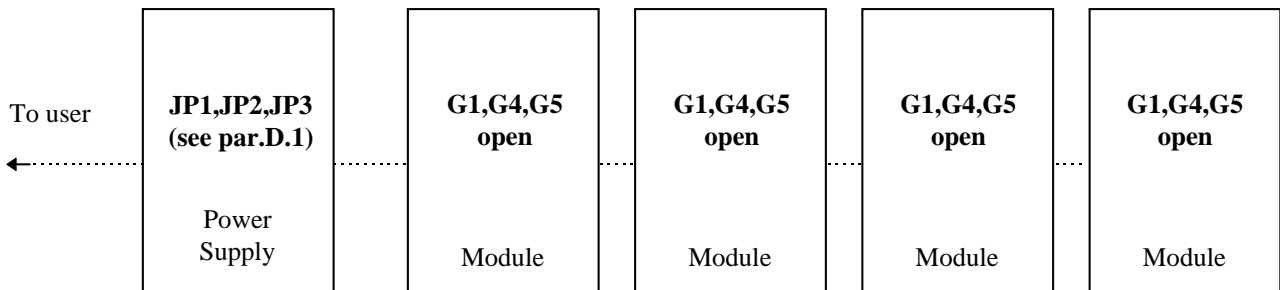 To user
JP1,JP2,JP3
(see par.D.1)
Power
Supply
G1,G4,G5
open
Module
G1,G4,G5
open
Module
G1,G4,G5
open
Module
G1,G4,G5
open
Module